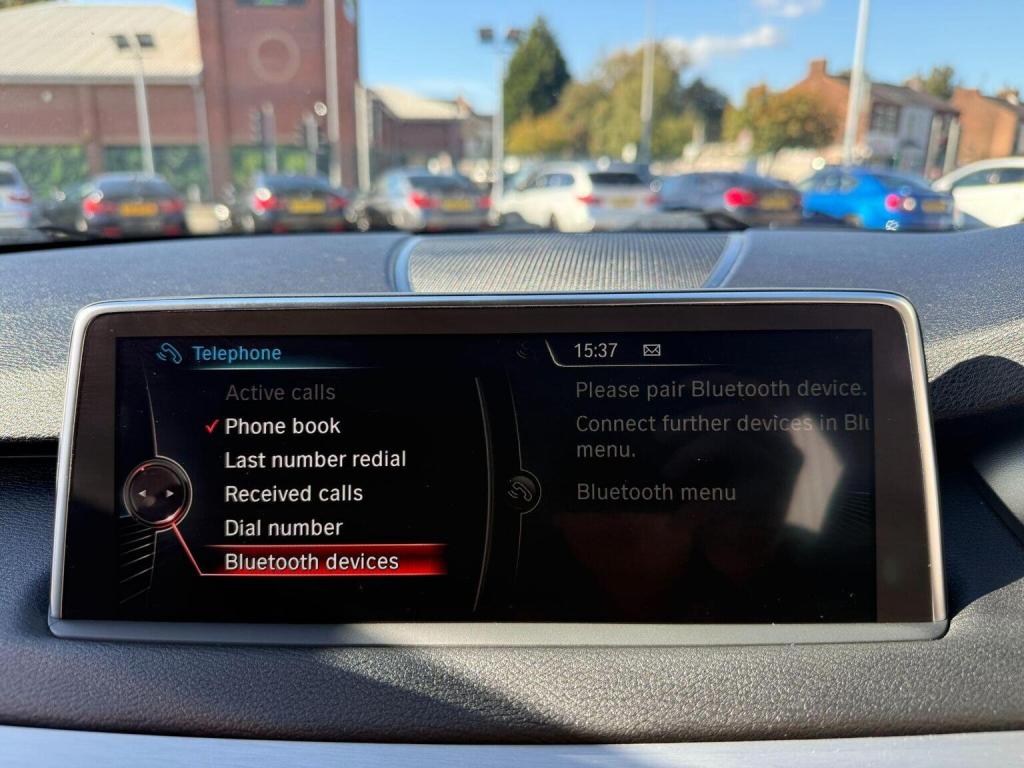 Telephone
Active calls
Phone book
Last number redial
Received calls
Dial number
Bluetooth devices
15:37
Please pair Bluetooth device.
Connect further devices in Blu
menu.
Bluetooth menu